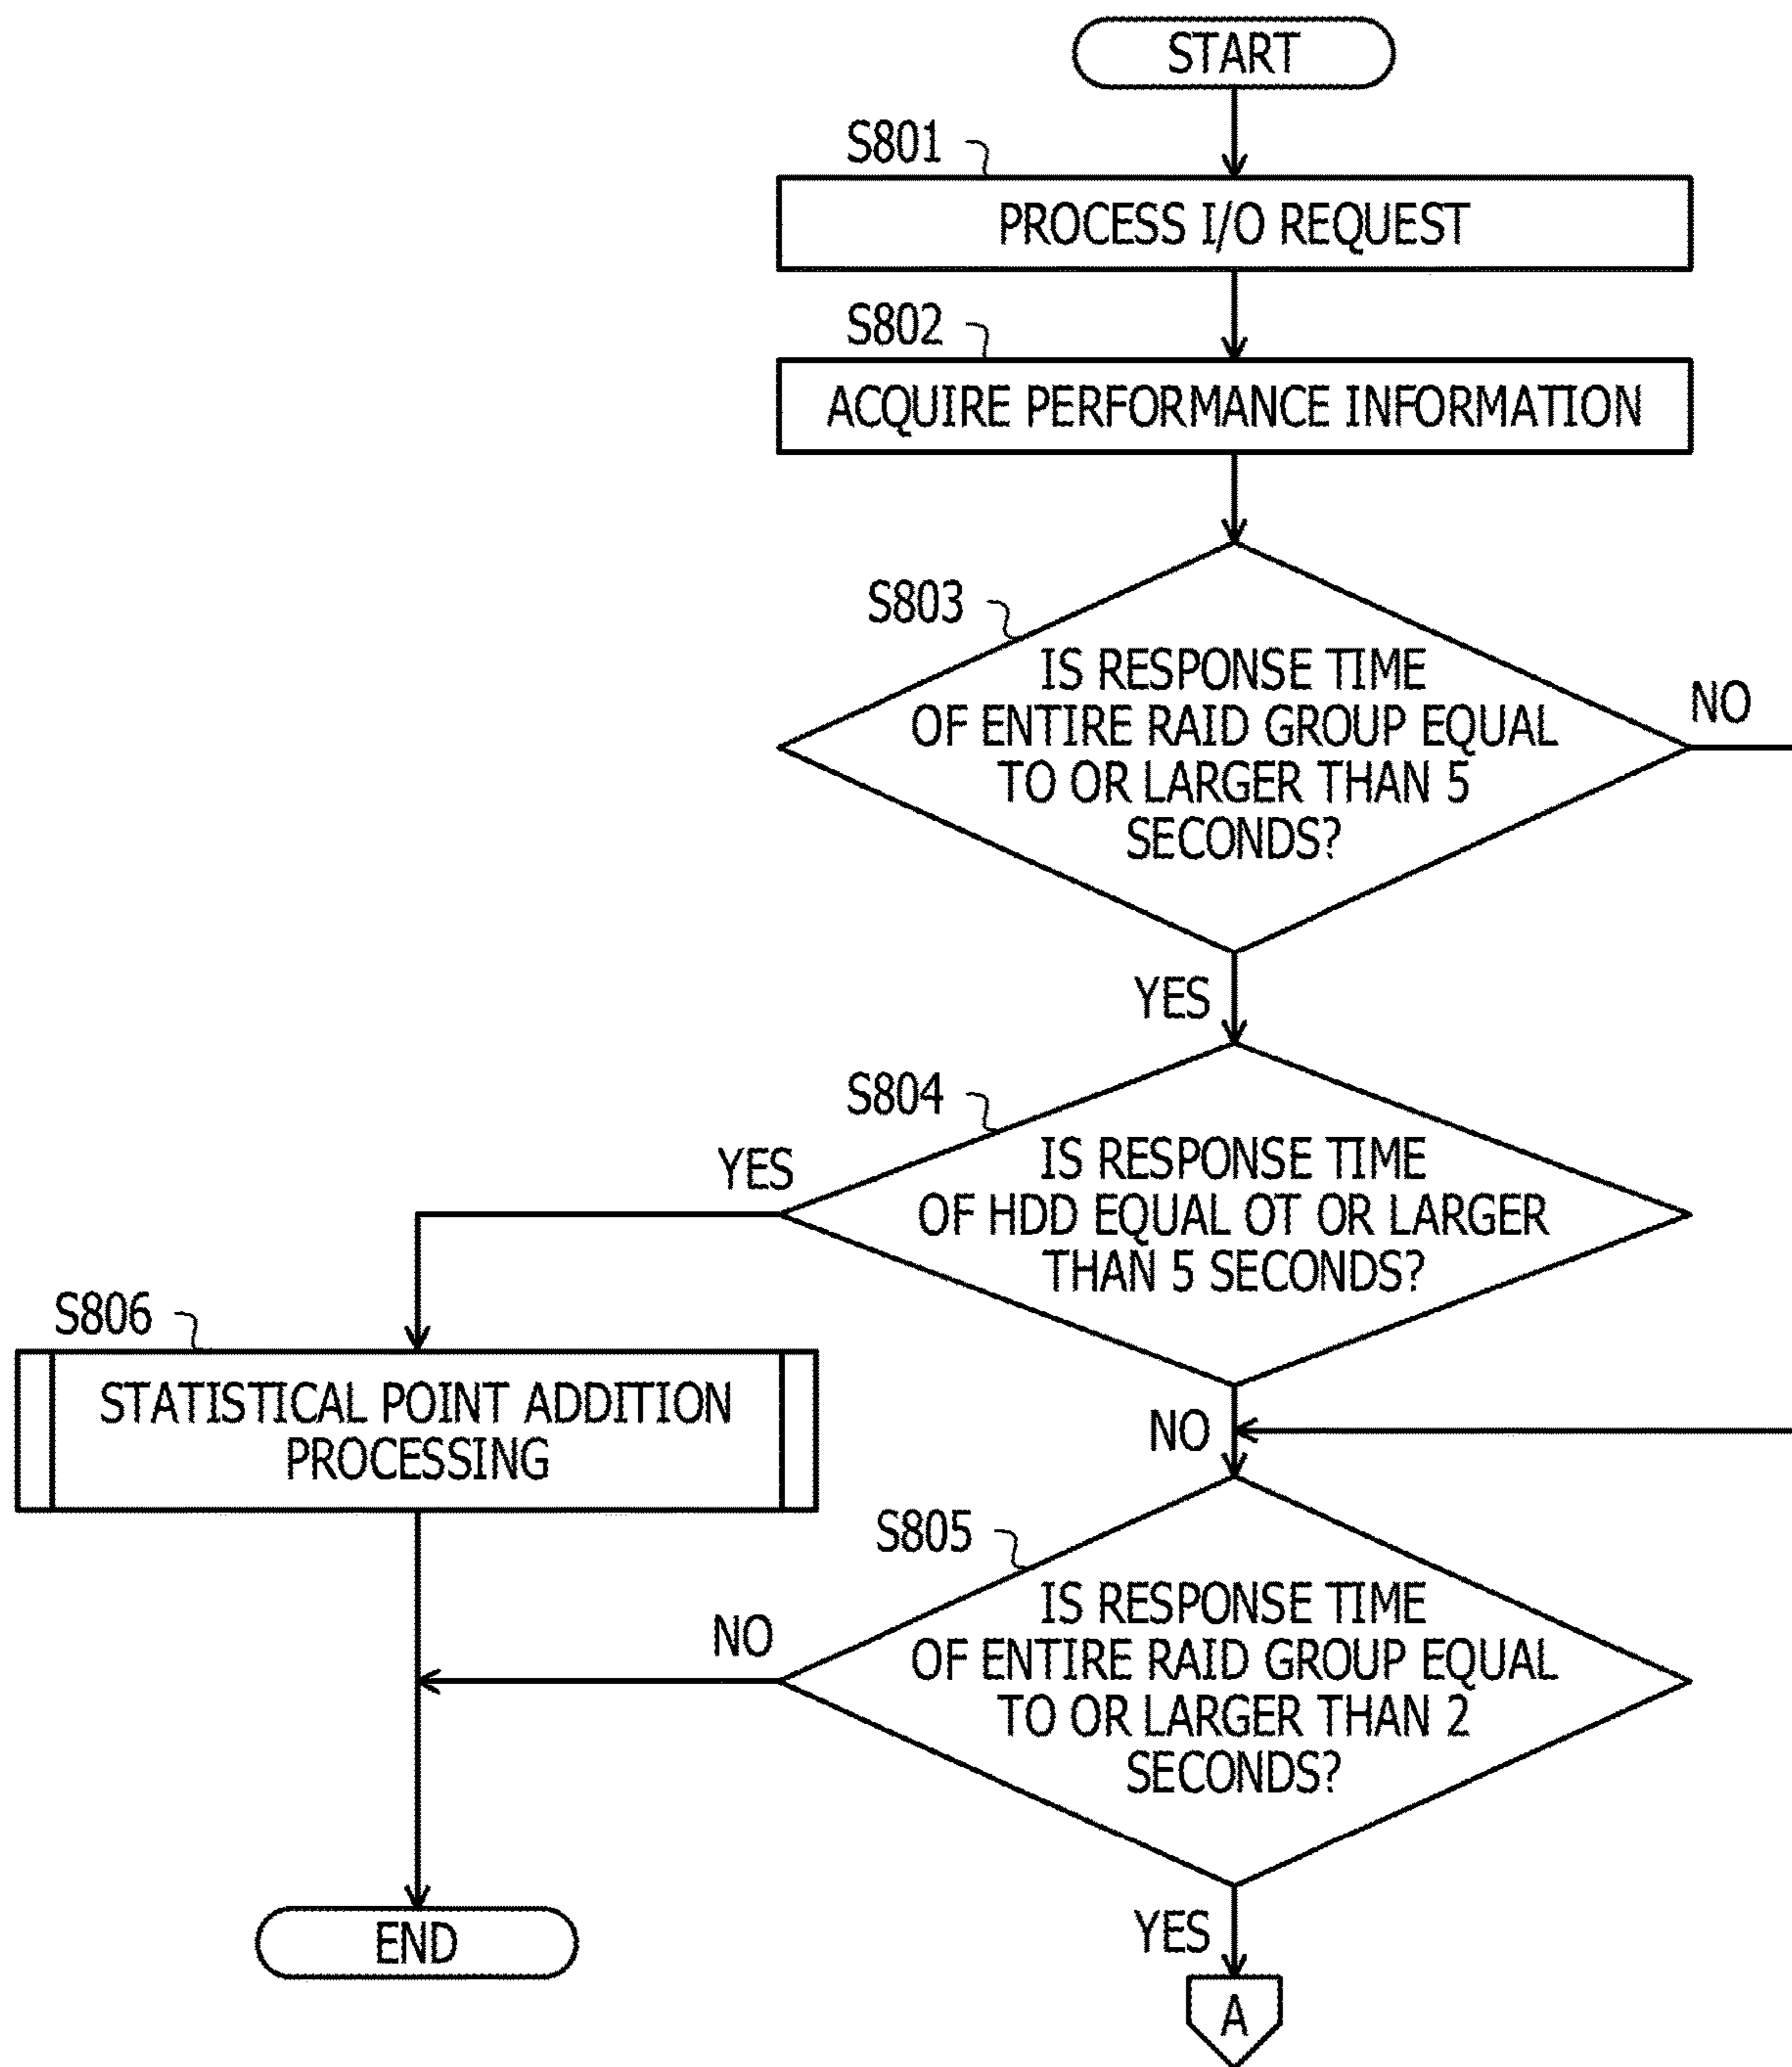 START
S801
PROCESS I/O REQUEST
S802
ACQUIRE PERFORMANCE INFORMATION
S803
IS RESPONSE TIME
OF ENTIRE RAID GROUP EQUAL
TO OR LARGER THAN 5
SECONDS?
NO
YES
S804
IS RESPONSE TIME
OF HDD EQUAL OT OR LARGER
THAN 5 SECONDS?
YES
S806
STATISTICAL POINT ADDITION
PROCESSING
NO
S805
IS RESPONSE TIME
OF ENTIRE RAID GROUP EQUAL
TO OR LARGER THAN 2
SECONDS?
NO
YES
END
A